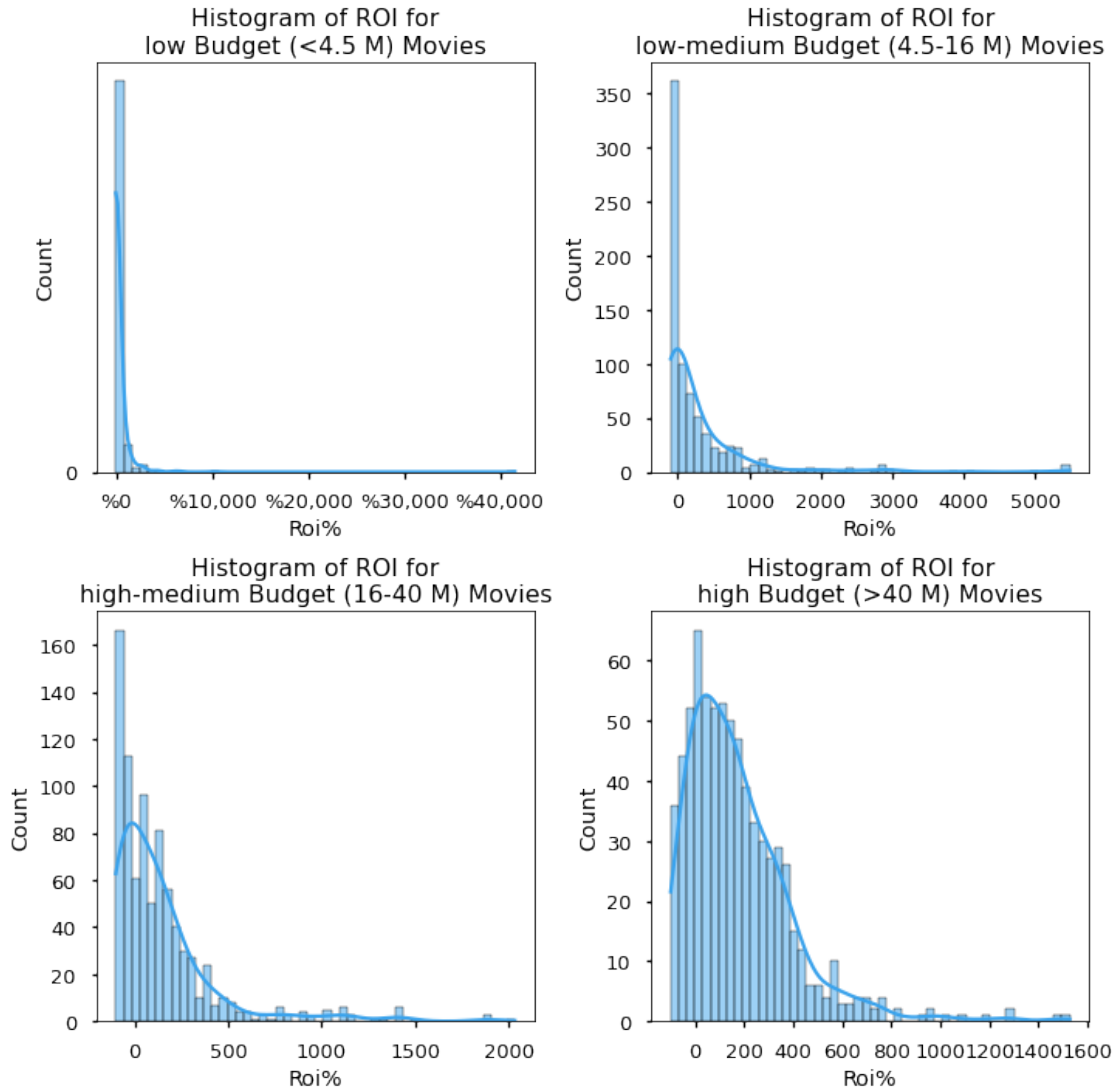 Histogram of ROI for
low Budget (<4.5 M) Movies
Count
0
%0 %10,000 %20,000 %30,000 %40,000
Roi%
Histogram of ROI for
low-medium Budget (4.5-16 M) Movies
350
300
250
200
150
100
50
0
Count
0 1000 2000 3000 4000 5000
Roi%
Histogram of ROI for
high-medium Budget (16-40 M) Movies
160
140
120
100
80
60
40
20
0
Count
0 500 1000 1500 2000
Roi%
Histogram of ROI for
high Budget (>40 M) Movies
60
50
40
30
20
10
0
Count
0 200 400 600 800 1000 1200 1400 1600
Roi%